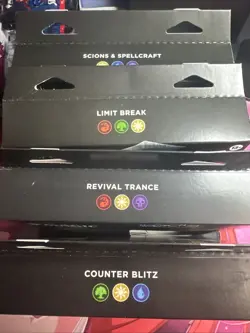 SCIONS & SPELLCRAFT
LIMIT BREAK
REVIVAL TRANCE
COUNTER BLITZ